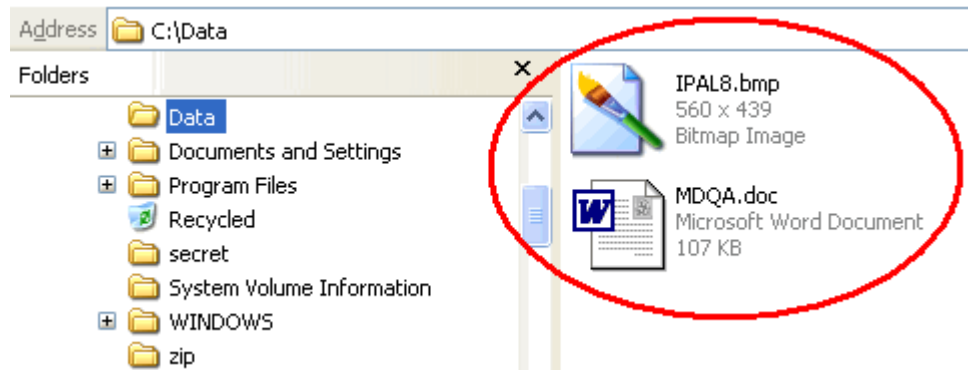 Address C:\Data
Folders
Data
Documents and Settings
Program Files
Recycled
secret
System Volume Information
WINDOWS
zip
IPAL8.bmp
560 x 439
Bitmap Image
MDQA.doc
Microsoft Word Document
107 KB